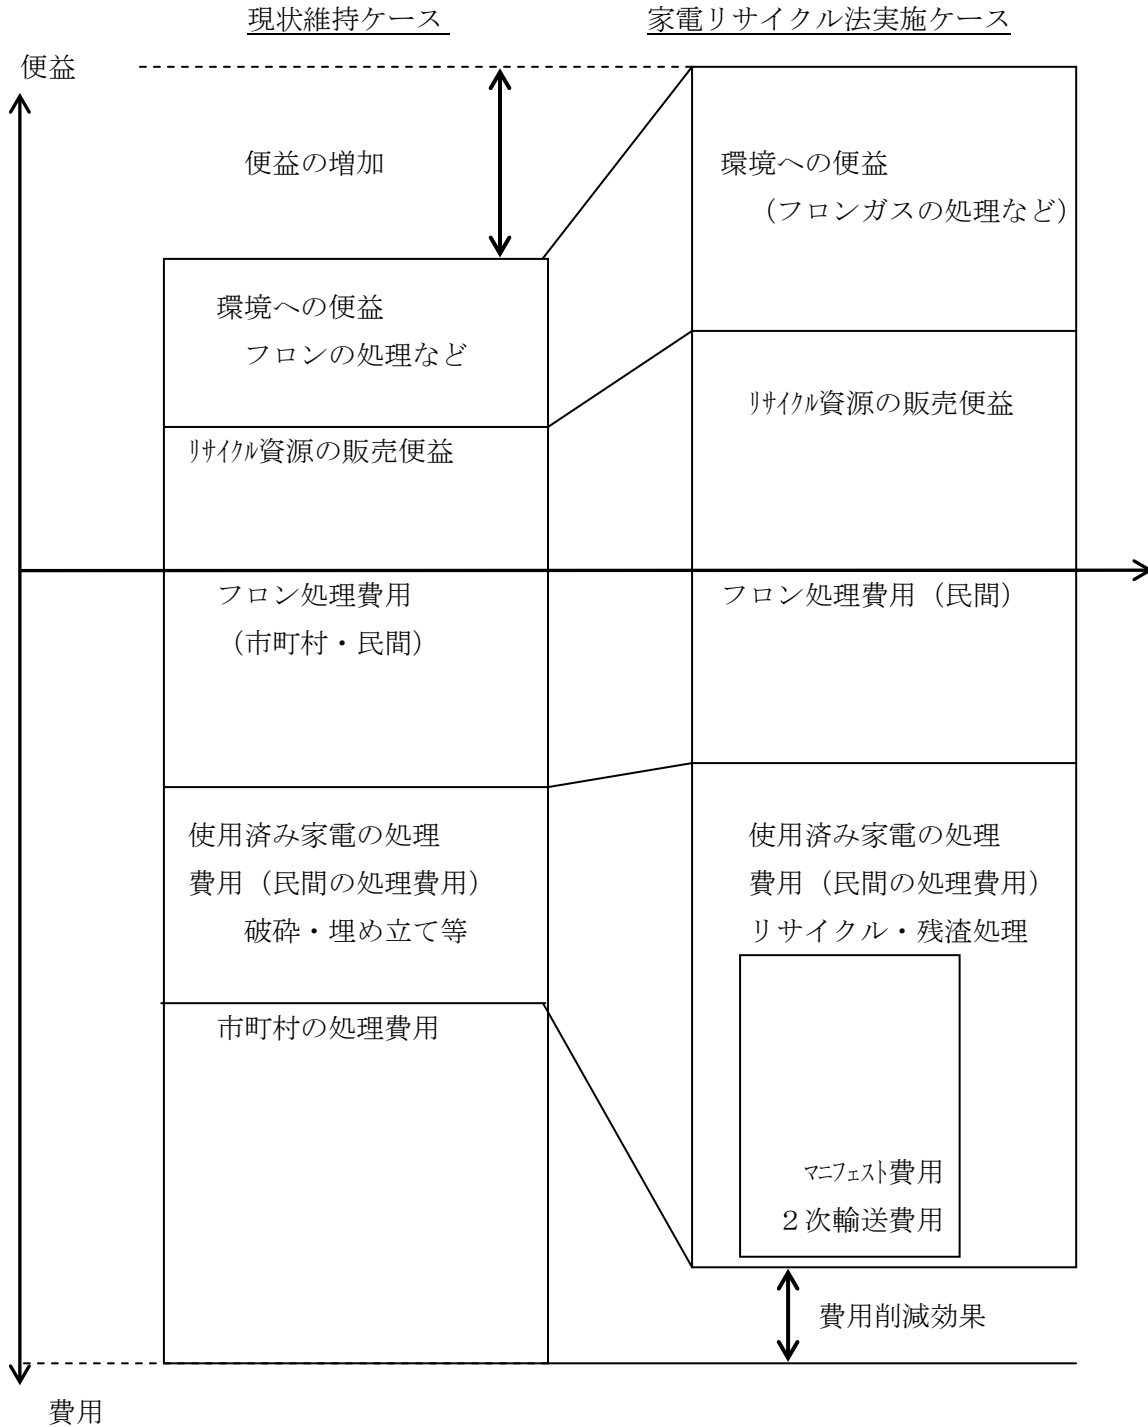 現状維持ケース
家電リサイクル法実施ケース
便益
便益の増加
環境への便益
(フロンガスの処理など)
環境への便益
フロンの処理など
ﾘｻｲｸﾙ資源の販売便益
ﾘｻｲｸﾙ資源の販売便益
フロン処理費用
(市町村・民間)
フロン処理費用(民間)
使用済み家電の処理
費用(民間の処理費用)
破砕・埋め立て等
使用済み家電の処理
費用(民間の処理費用)
リサイクル・残渣処理
市町村の処理費用
ﾏﾆﾌｪｽﾄ費用
２次輸送費用
費用削減効果
費用